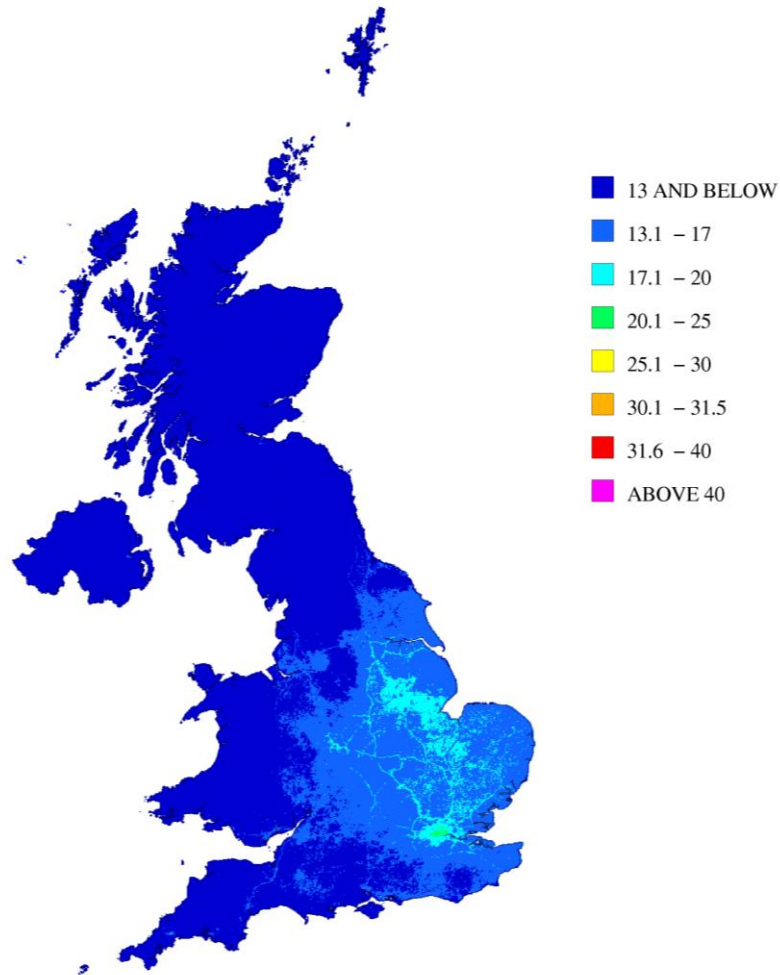 13 AND BELOW
13.1 – 17
17.1 – 20
20.1 – 25
25.1 – 30
30.1 – 31.5
31.6 – 40
ABOVE 40